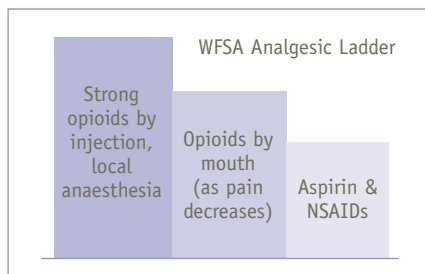 WFSA Analgesic Ladder
Strong
opioids by
injection,
local
anaesthesia
Opioids by
mouth
(as pain
decreases)
Aspirin &
NSAIDs